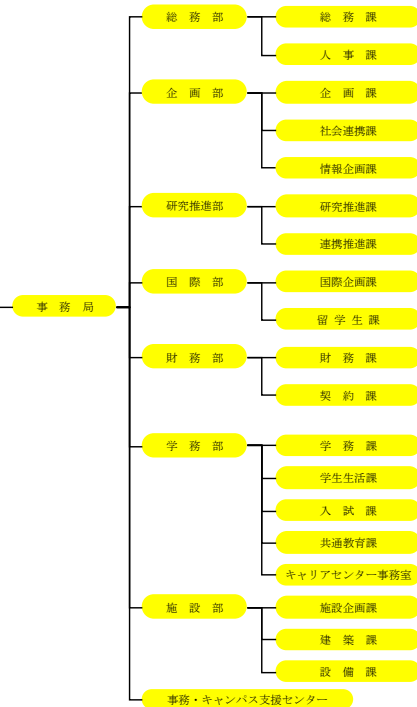 総 務 部
総 務 課
人 事 課
企 画 部
企 画 課
社会連携課
情報企画課
研究推進部
研究推進課
連携推進課
国 際 部
国際企画課
留 学 生 課
事 務 局
財 務 部
財 務 課
契 約 課
学 務 部
学 務 課
学生生活課
入 試 課
共通教育課
キャリアセンター事務室
施 設 部
施設企画課
建 築 課
設 備 課
事務・キャンパス支援センター